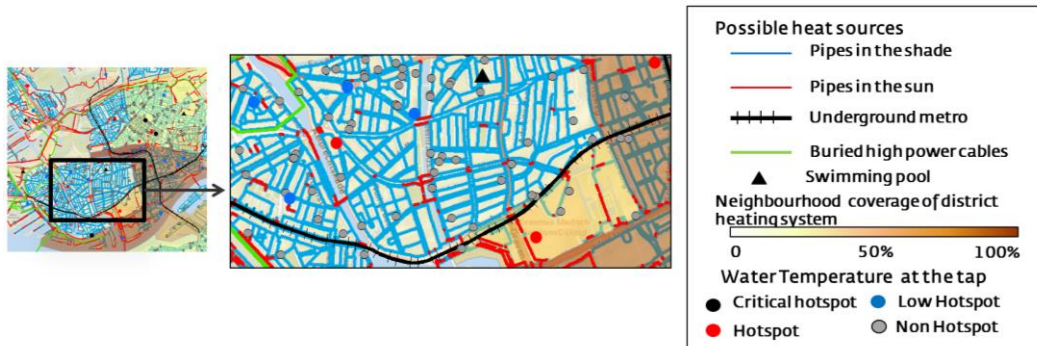 Possible heat sources
Pipes in the shade
Pipes in the sun
Underground metro
Buried high power cables
Swimming pool
Neighbourhood coverage of district
heating system
0 50% 100%
Water Temperature at the tap
Critical hotspot Low Hotspot
Hotspot Non Hotspot